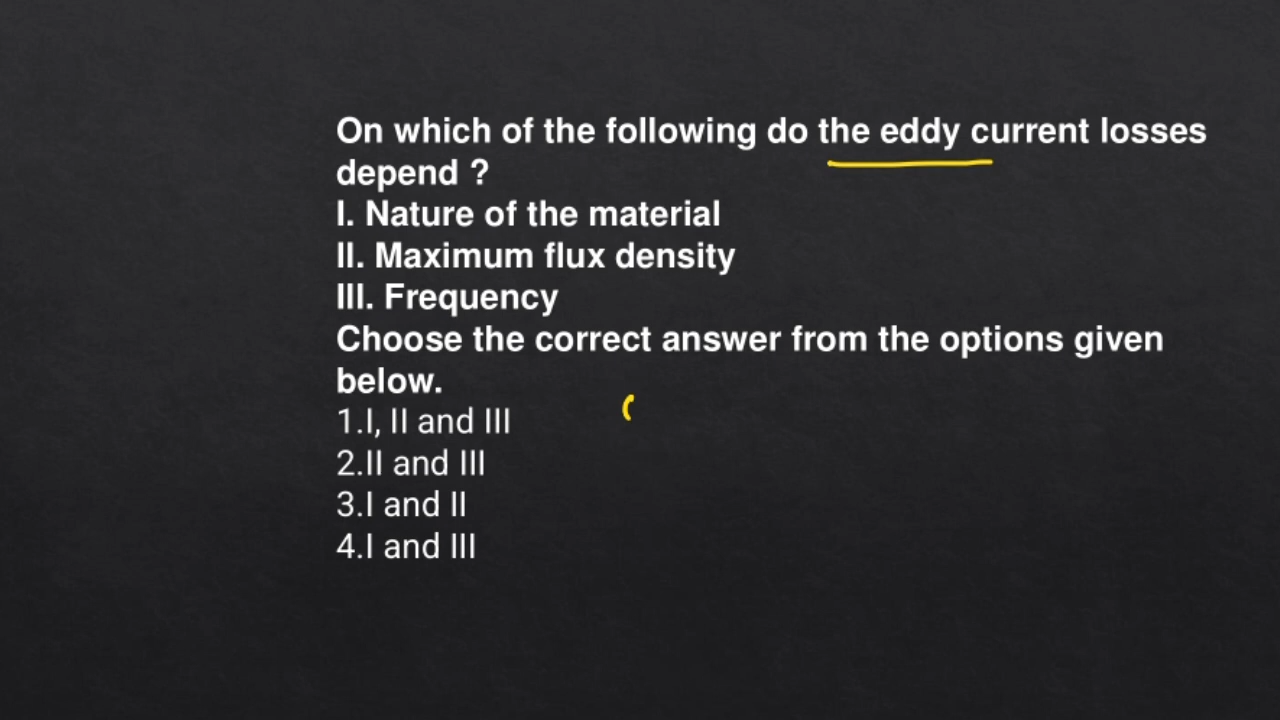 On which of the following do the eddy current losses
depend ?
I. Nature of the material
II. Maximum flux density
III. Frequency
Choose the correct answer from the options given
below.
1.I, II and III
2.II and III
3.I and II
4.I and III